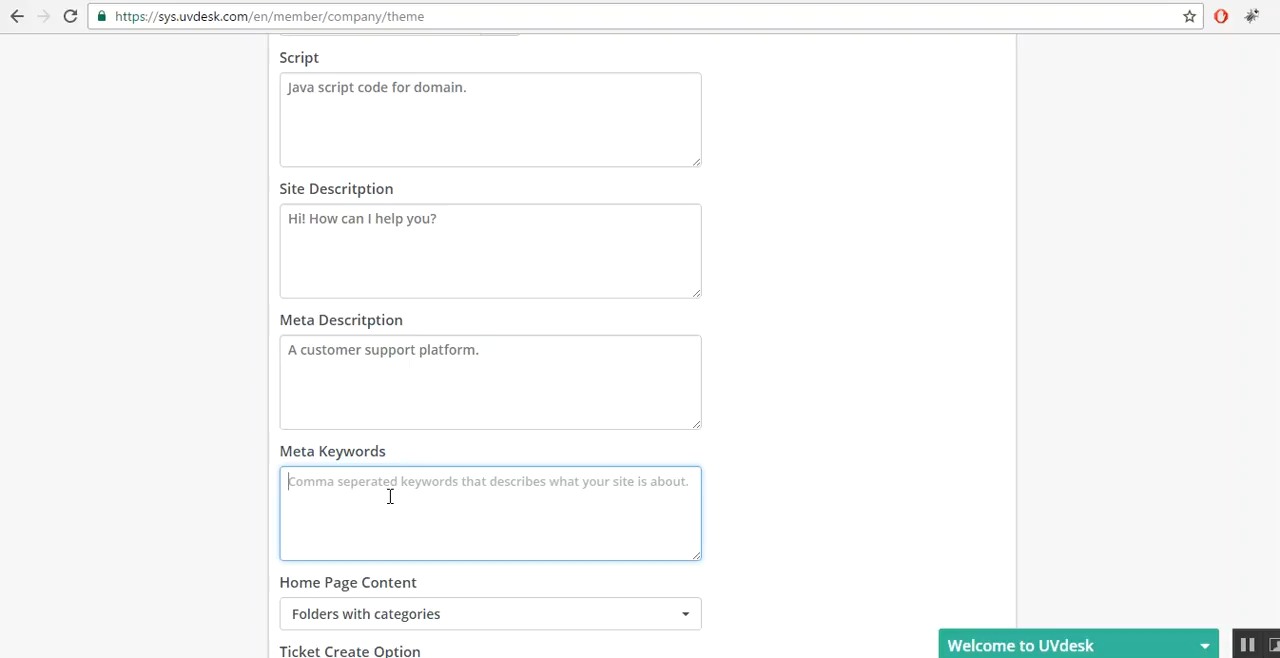 https://sys.uvdesk.com/en/member/company/theme
Script
Java script code for domain.
Site Descritption
Hi! How can I help you?
Meta Descritption
A customer support platform.
Meta Keywords
Comma seperated keywords that describes what your site is about.
Home Page Content
Folders with categories
Ticket Create Option
Welcome to UVdesk